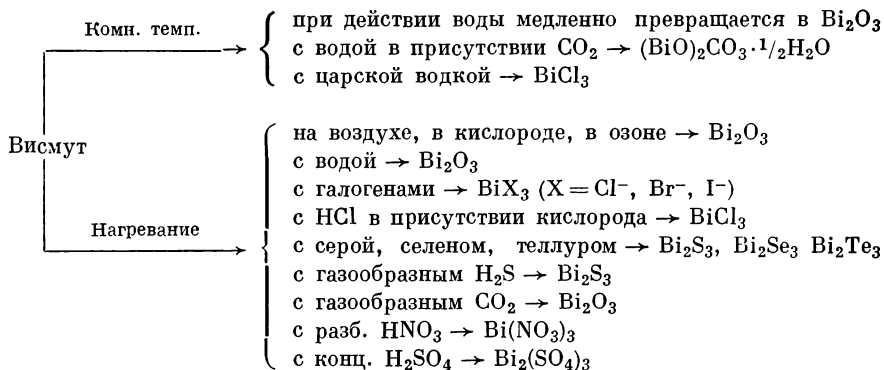 Комн. темп.
при действии воды медленно превращается в Bi₂O₃
с водой в присутствии CO₂ → (BiO)₂CO₃·¹/₂H₂O
с царской водкой → BiCl₃
Висмут
Нагревание
на воздухе, в кислороде, в озоне → Bi₂O₃
с водой → Bi₂O₃
с галогенами → BiX₃ (X = Cl⁻, Br⁻, I⁻)
с HCl в присутствии кислорода → BiCl₃
с серой, селеном, теллуром → Bi₂S₃, Bi₂Se₃ Bi₂Te₃
с газообразным H₂S → Bi₂S₃
с газообразным CO₂ → Bi₂O₃
с разб. HNO₃ → Bi(NO₃)₃
с конц. H₂SO₄ → Bi₂(SO₄)₃